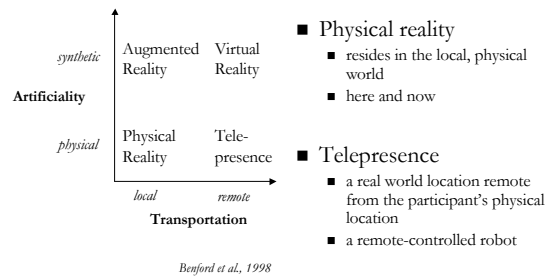 synthetic
Augmented Reality
Virtual Reality
Artificiality
physical
Physical Reality
Tele-presence
local
remote
Transportation
Benford et al., 1998
■ Physical reality
■ resides in the local, physical
world
■ here and now
■ Telepresence
■ a real world location remote
from the participant's physical
location
■ a remote-controlled robot